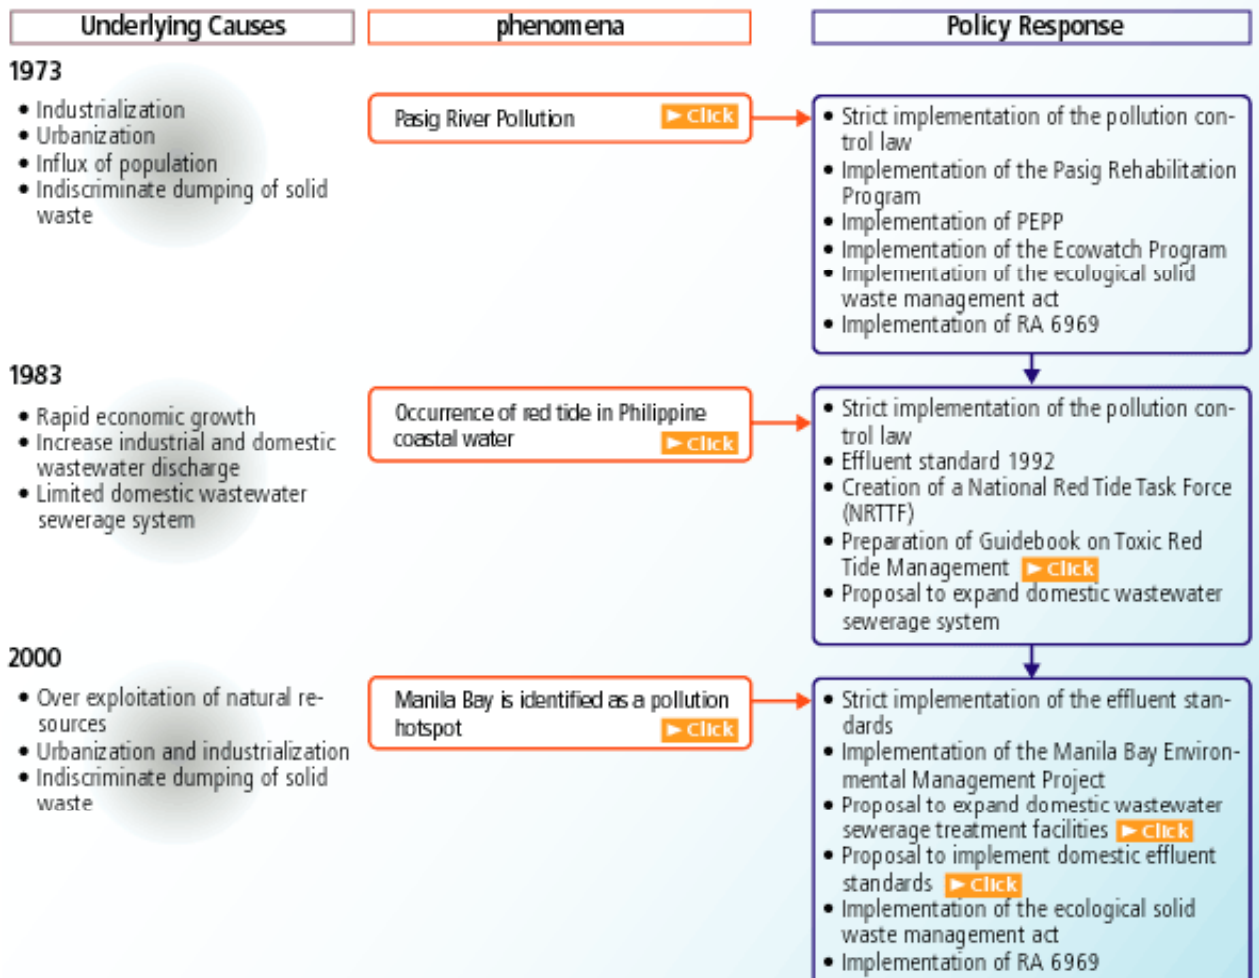 Underlying Causes
phenomena
Policy Response
1973
• Industrialization
• Urbanization
• Influx of population
• Indiscriminate dumping of solid
waste
Pasig River Pollution ► Click
• Strict implementation of the pollution con-
trol law
• Implementation of the Pasig Rehabilitation
Program
• Implementation of PEPP
• Implementation of the Ecowatch Program
• Implementation of the ecological solid
waste management act
• Implementation of RA 6969
1983
• Rapid economic growth
• Increase industrial and domestic
wastewater discharge
• Limited domestic wastewater
sewerage system
Occurrence of red tide in Philippine
coastal water ► Click
• Strict implementation of the pollution con-
trol law
• Effluent standard 1992
• Creation of a National Red Tide Task Force
(NRTTF)
• Preparation of Guidebook on Toxic Red
Tide Management ► Click
• Proposal to expand domestic wastewater
sewerage system
2000
• Over exploitation of natural re-
sources
• Urbanization and industrialization
• Indiscriminate dumping of solid
waste
Manila Bay is identified as a pollution
hotspot ► Click
• Strict implementation of the effluent stan-
dards
• Implementation of the Manila Bay Environ-
mental Management Project
• Proposal to expand domestic wastewater
sewerage treatment facilities ► Click
• Proposal to implement domestic effluent
standards ► Click
• Implementation of the ecological solid
waste management act
• Implementation of RA 6969